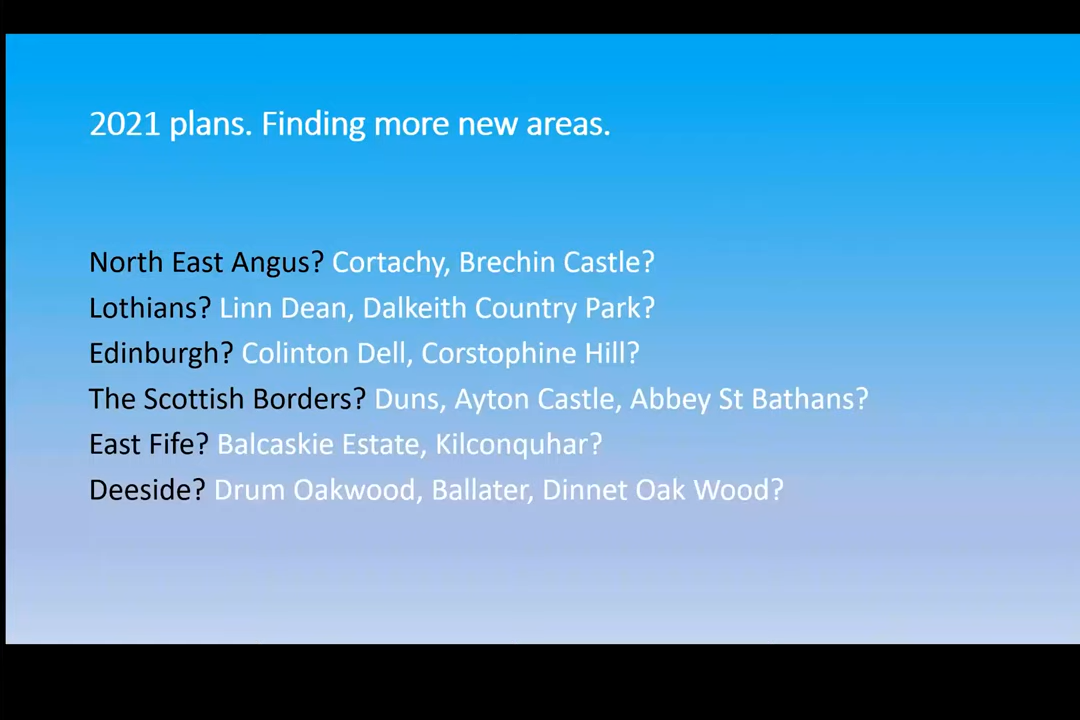 2021 plans. Finding more new areas.
North East Angus? Cortachy, Brechin Castle?
Lothians? Linn Dean, Dalkeith Country Park?
Edinburgh? Colinton Dell, Corstophine Hill?
The Scottish Borders? Duns, Ayton Castle, Abbey St Bathans?
East Fife? Balcaskie Estate, Kilconquhar?
Deeside? Drum Oakwood, Ballater, Dinnet Oak Wood?